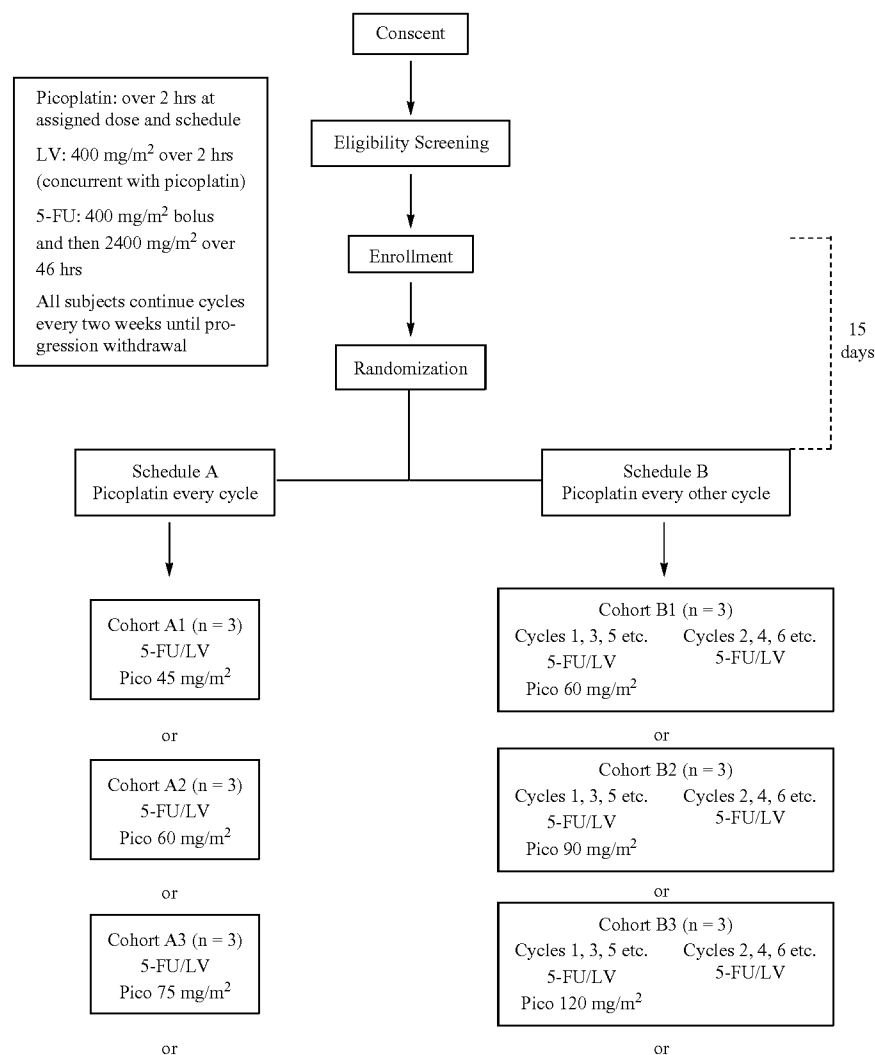 Conscent
Picoplatin: over 2 hrs at
assigned dose and schedule
LV: 400 mg/m² over 2 hrs
(concurrent with picoplatin)
5-FU: 400 mg/m² bolus
and then 2400 mg/m² over
46 hrs
All subjects continue cycles
every two weeks until pro-
gression withdrawal
Eligibility Screening
Enrollment
Randomization
15
days
Schedule A
Picoplatin every cycle
Schedule B
Picoplatin every other cycle
Cohort A1 (n = 3)
5-FU/LV
Pico 45 mg/m²
Cohort B1 (n = 3)
Cycles 1, 3, 5 etc. Cycles 2, 4, 6 etc.
5-FU/LV 5-FU/LV
Pico 60 mg/m²
or
or
Cohort A2 (n = 3)
5-FU/LV
Pico 60 mg/m²
Cohort B2 (n = 3)
Cycles 1, 3, 5 etc. Cycles 2, 4, 6 etc.
5-FU/LV 5-FU/LV
Pico 90 mg/m²
or
or
Cohort A3 (n = 3)
5-FU/LV
Pico 75 mg/m²
Cohort B3 (n = 3)
Cycles 1, 3, 5 etc. Cycles 2, 4, 6 etc.
5-FU/LV 5-FU/LV
Pico 120 mg/m²
or
or